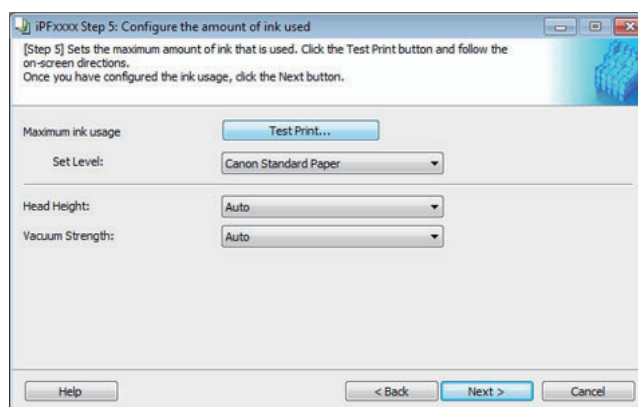 iPFxxxx Step 5: Configure the amount of ink used
[Step 5] Sets the maximum amount of ink that is used. Click the Test Print button and follow the
on-screen directions.
Once you have configured the ink usage, click the Next button.
Maximum ink usage Test Print...
Set Level: Canon Standard Paper
Head Height: Auto
Vacuum Strength: Auto
Help < Back Next > Cancel